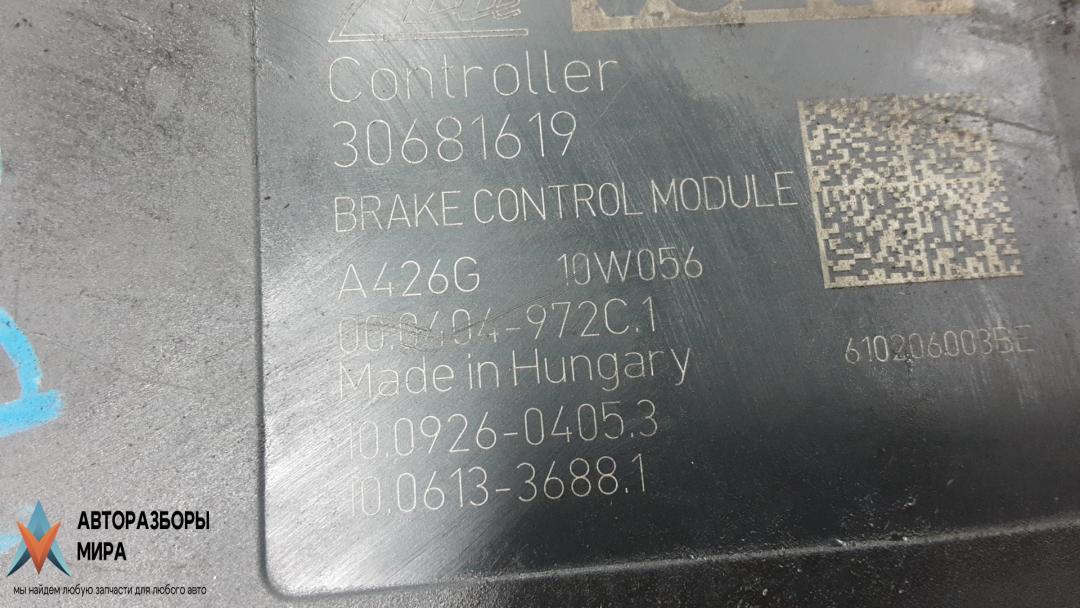 Controller
30681619
BRAKE CONTROL MODULE
A426G 10W056
00.0404-972C.1
Made in Hungary
610206003BE
10.0926-0405.3
10.0613-3688.1
АВТОРАЗБОРЫ
МИРА
мы найдем любую запчасти для любого авто